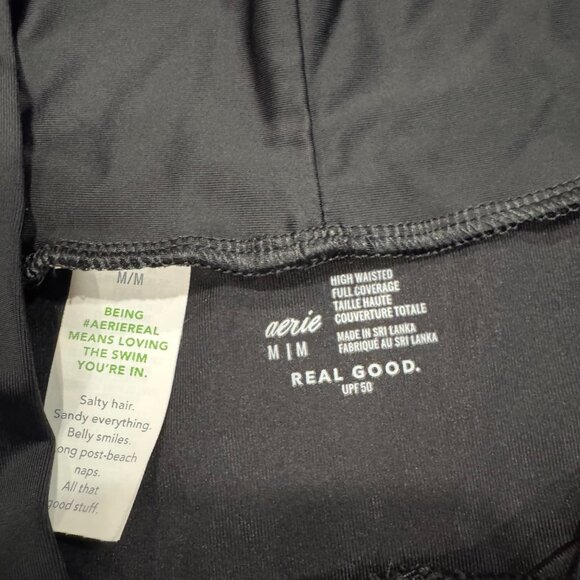 M/M
BEING
#AERIEREAL
MEANS LOVING
THE SWIM
YOU'RE IN.
Salty hair.
Sandy everything.
Belly smiles.
ong post-beach
naps.
All that
good stuff.
aerie
M | M
HIGH WAISTED
FULL COVERAGE
TAILLE HAUTE
COUVERTURE TOTALE
MADE IN SRI LANKA
FABRIQUÉ AU SRI LANKA
REAL GOOD.
UPF 50